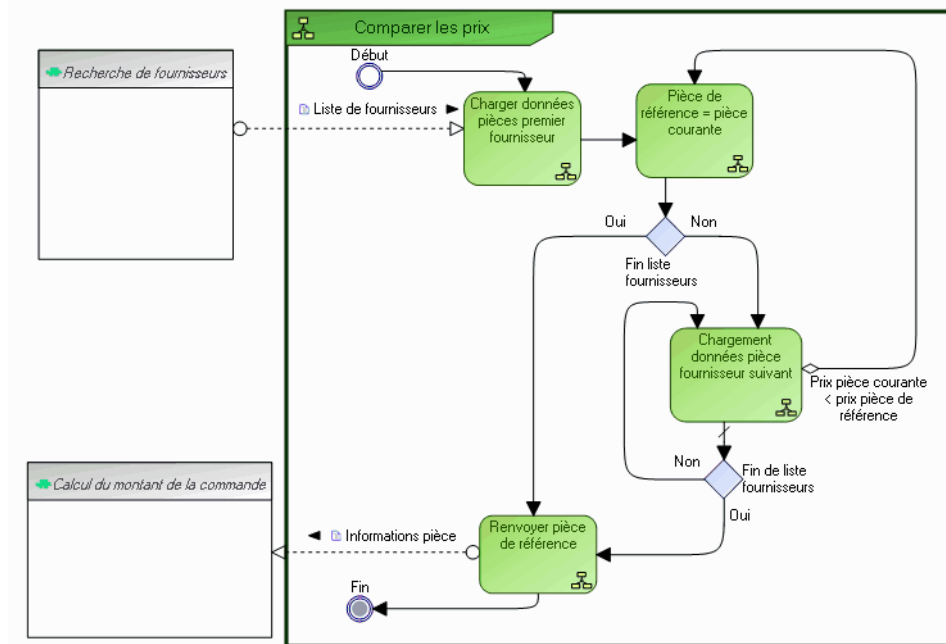 Comparer les prix
Recherche de fournisseurs
Début
Liste de fournisseurs
Charger données
pièces premier
fournisseur
Pièce de
référence = pièce
courante
Oui
Non
Fin liste
fournisseurs
Chargement
données pièce
fournisseur suivant
Prix pièce courante
< prix pièce de
référence
Non
Fin de liste
fournisseurs
Oui
Calcul du montant de la commande
Informations pièce
Renvoyer pièce
de référence
Fin